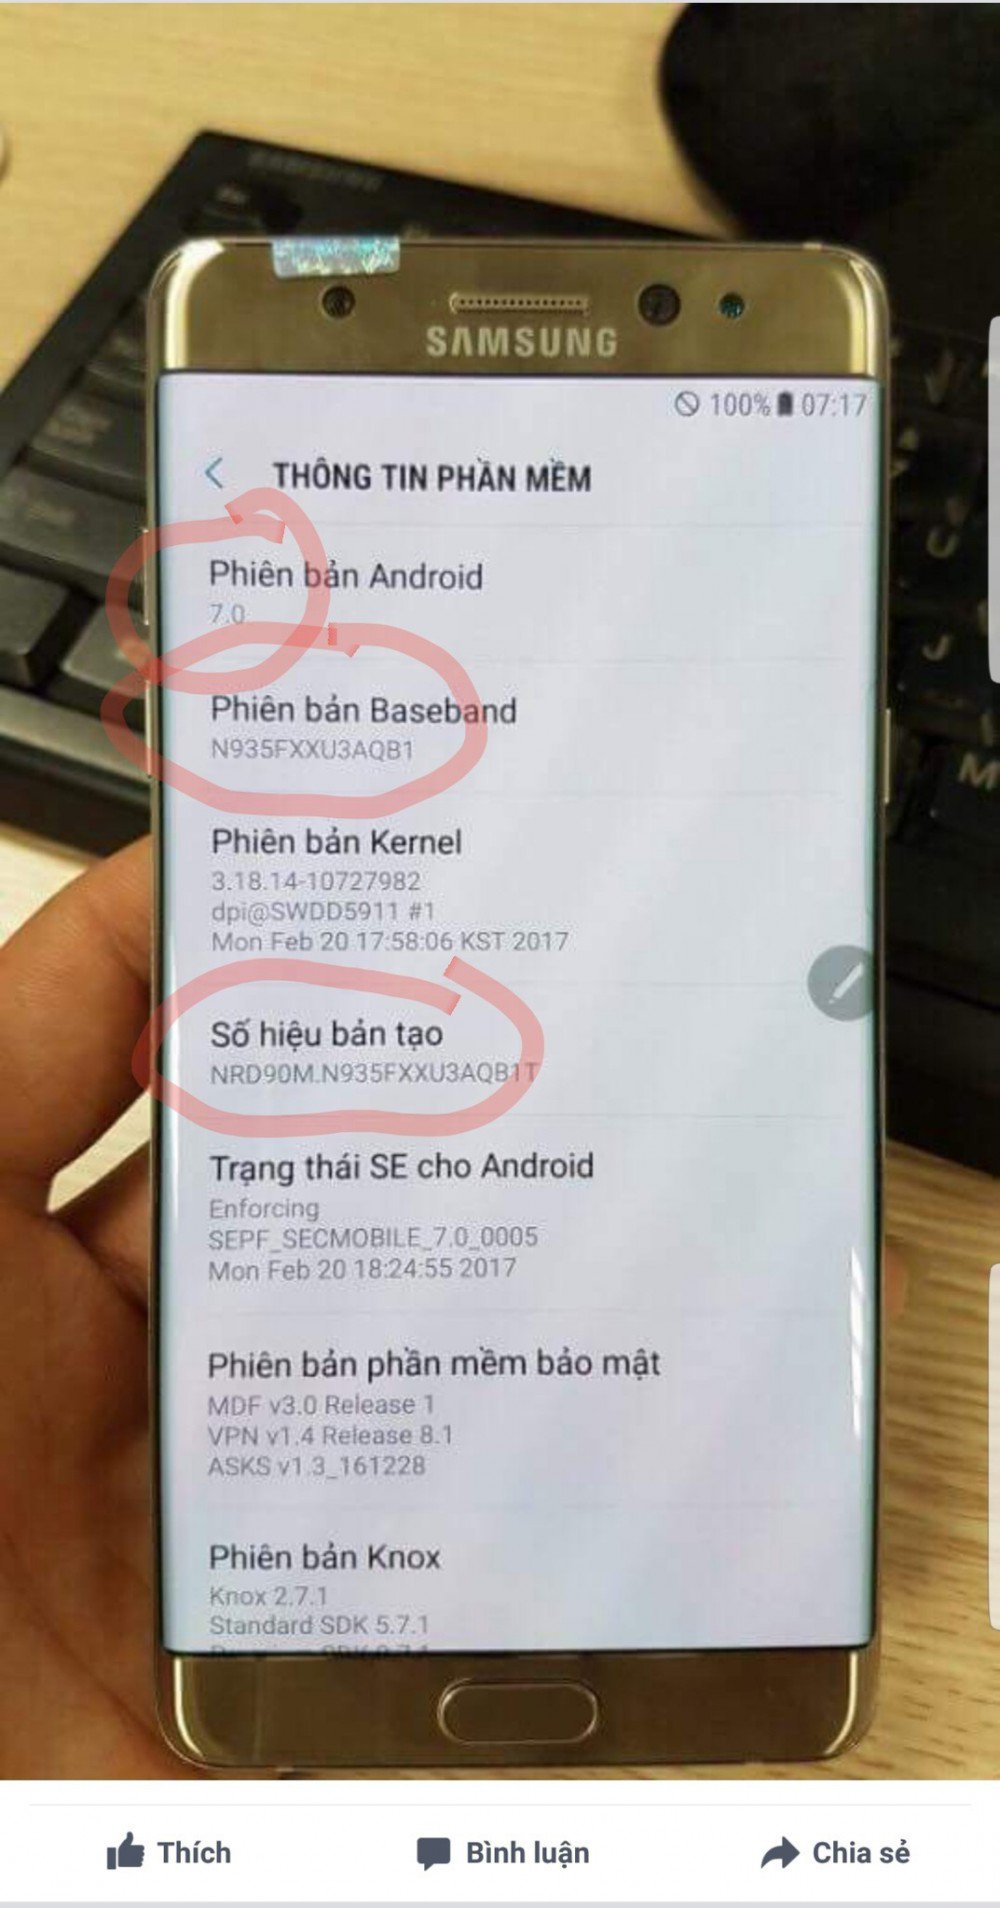 SAMSUNG
SAMSUNG
100% 07:17
THÔNG TIN PHẦN MỀM
Phiên bản Android
7.0
Phiên bản Baseband
N935FXXU3AQB1
Phiên bản Kernel
3.18.14-10727982
dpi@SWDD5911 #1
Mon Feb 20 17:58:06 KST 2017
Số hiệu bản tạo
NRD90M.N935FXXU3AQB1T
Trạng thái SE cho Android
Enforcing
SEPF_SECMOBILE_7.0_0005
Mon Feb 20 18:24:55 2017
Phiên bản phần mềm bảo mật
MDF v3.0 Release 1
VPN v1.4 Release 8.1
ASKS v1.3_161228
Phiên bản Knox
Knox 2.7.1
Standard SDK 5.7.1
U
J
M
Thích Bình luận Chia sẻ